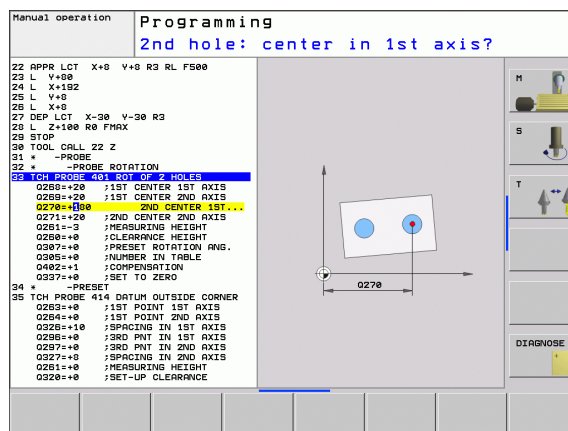 Manual operation
Programming
2nd hole: center in 1st axis?
22 APPR LCT X+8 Y+8 R3 RL F500
23 L Y+80
24 L X+192
25 L Y+8
26 L X+8
27 DEP LCT X-30 Y-30 R3
28 L Z+100 R0 FMAX
29 STOP
30 TOOL CALL 22 Z
31 * -PROBE
32 * -PROBE ROTATION
33 TCH PROBE 401 ROT OF 2 HOLES
Q268=+20 ;1ST CENTER 1ST AXIS
Q269=+20 ;1ST CENTER 2ND AXIS
Q270=+180 2ND CENTER 1ST...
Q271=+20 ;2ND CENTER 2ND AXIS
Q261=-3 ;MEASURING HEIGHT
Q260=+0 ;CLEARANCE HEIGHT
Q307=+0 ;PRESET ROTATION ANG.
Q305=+0 ;NUMBER IN TABLE
Q402=+1 ;COMPENSATION
Q337=+0 ;SET TO ZERO
34 * -PRESET
35 TCH PROBE 414 DATUM OUTSIDE CORNER
Q263=+0 ;1ST POINT 1ST AXIS
Q264=+0 ;1ST POINT 2ND AXIS
Q326=+10 ;SPACING IN 1ST AXIS
Q296=+0 ;3RD PNT IN 1ST AXIS
Q297=+0 ;3RD PNT IN 2ND AXIS
Q327=+8 ;SPACING IN 2ND AXIS
Q261=+0 ;MEASURING HEIGHT
Q320=+0 ;SET-UP CLEARANCE
Q270
M
S
T
DIAGNOSE